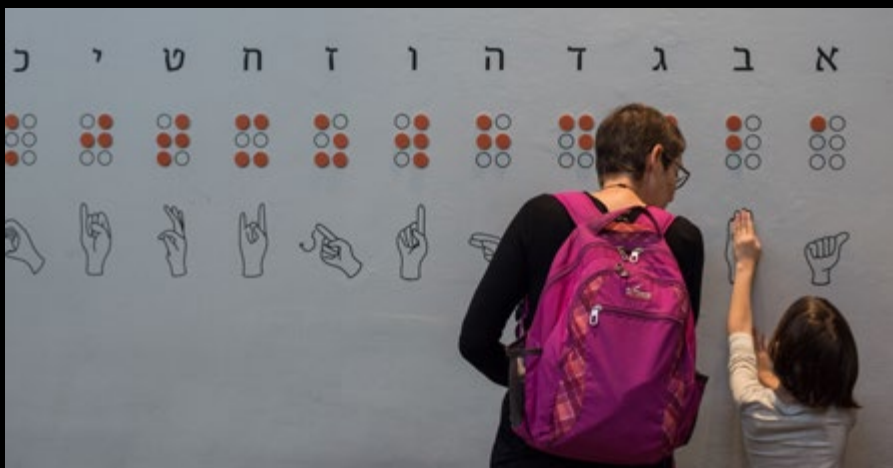 א ב ג ד ה ו ז ח ט י כ